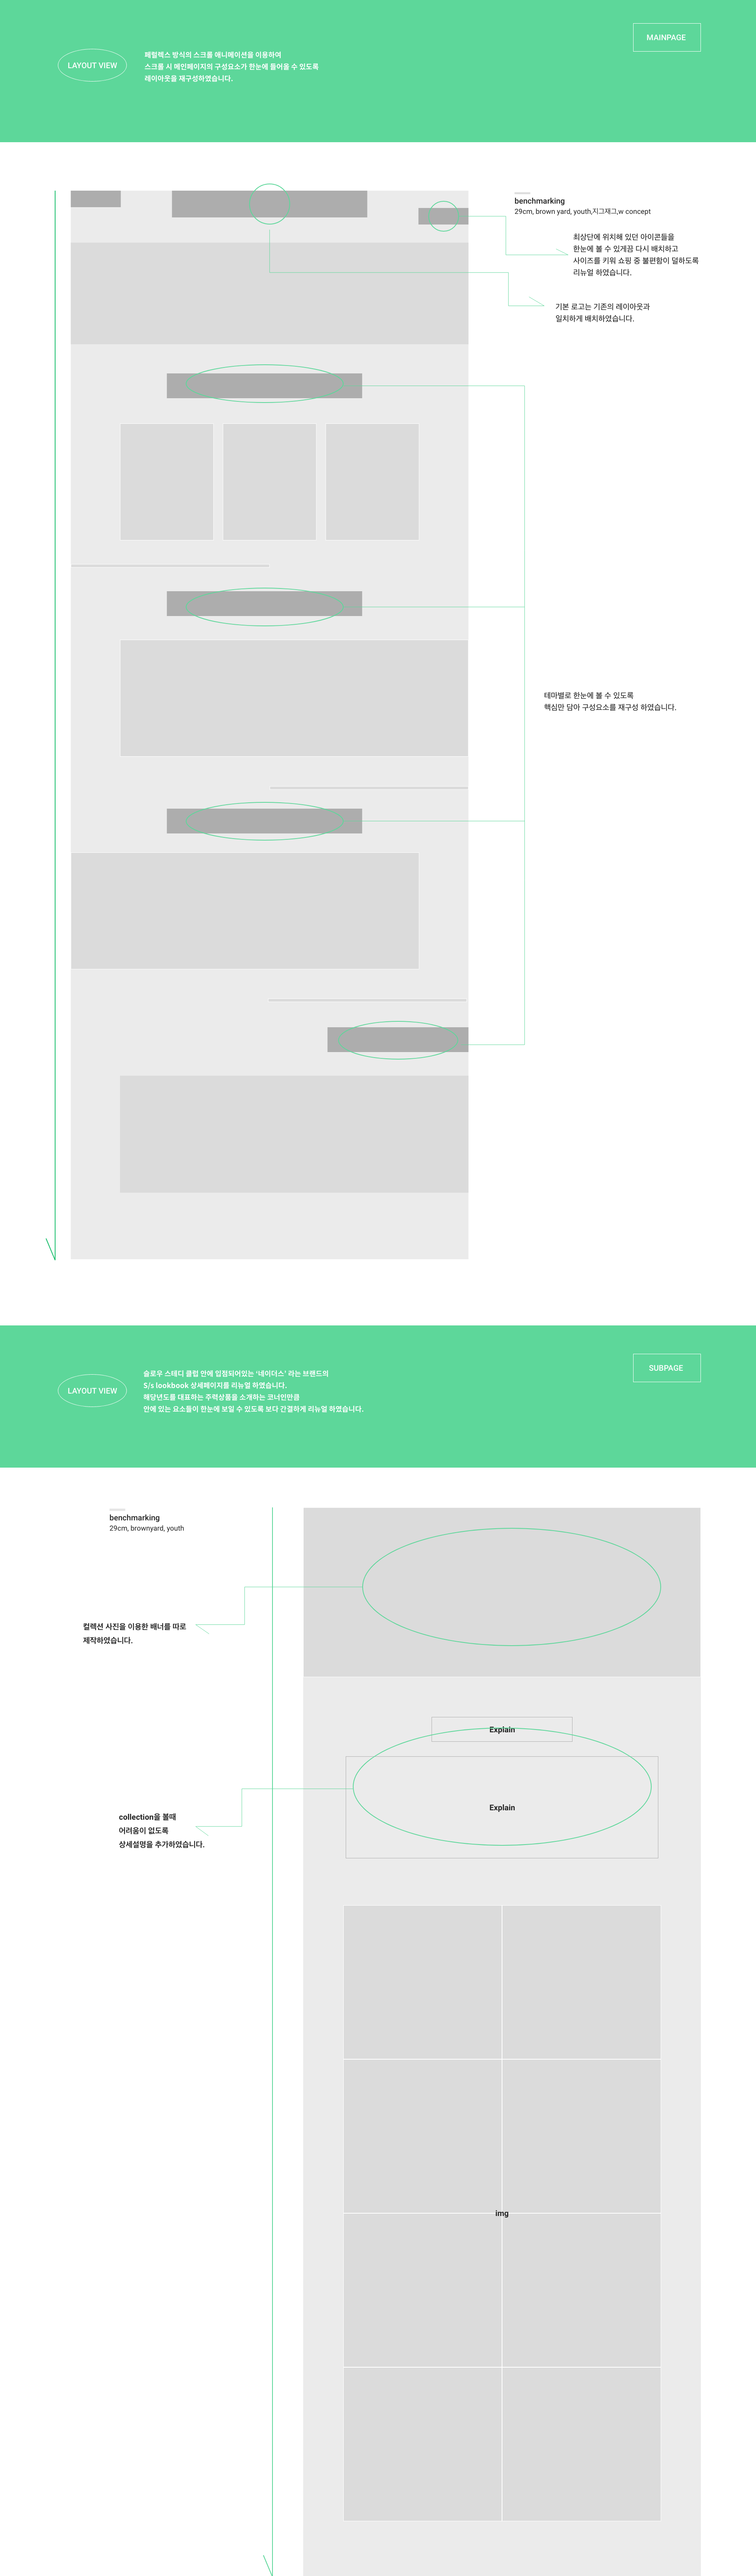 MAINPAGE
LAYOUT VIEW
페럴렉스 방식의 스크롤 애니메이션을 이용하여
스크롤 시 메인페이지의 구성요소가 한눈에 들어올 수 있도록
레이아웃을 재구성하였습니다.
benchmarking
29cm, brown yard, youth,지그재그,w concept
최상단에 위치해 있던 아이콘들을
한눈에 볼 수 있게끔 다시 배치하고
사이즈를 키워 쇼핑 중 불편함이 덜하도록
리뉴얼 하였습니다.
기본 로고는 기존의 레이아웃과
일치하게 배치하였습니다.
테마별로 한눈에 볼 수 있도록
핵심만 담아 구성요소를 재구성 하였습니다.
SUBPAGE
LAYOUT VIEW
슬로우 스테디 클럽 안에 입점되어있는 '네이더스' 라는 브랜드의
S/s lookbook 상세페이지를 리뉴얼 하였습니다.
해당년도를 대표하는 주력상품을 소개하는 코너인만큼
안에 있는 요소들이 한눈에 보일 수 있도록 보다 간결하게 리뉴얼 하였습니다.
benchmarking
29cm, brownyard, youth
컬렉션 사진을 이용한 배너를 따로
제작하였습니다.
Explain
Explain
collection을 볼때
어려움이 없도록
상세설명을 추가하였습니다.
img